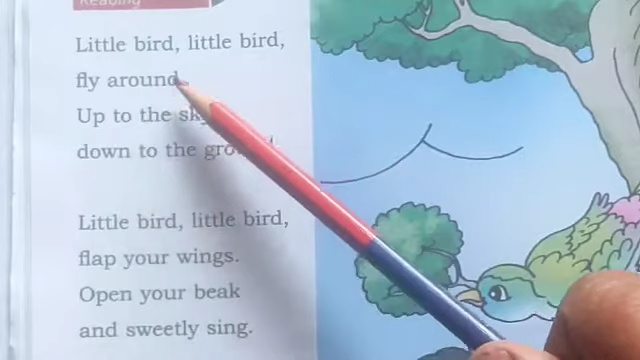 Reading
Little bird, little bird,
fly around
Up to the sky
down to the
Little bird, little bird,
flap your wings.
Open your beak
and sweetly sing.